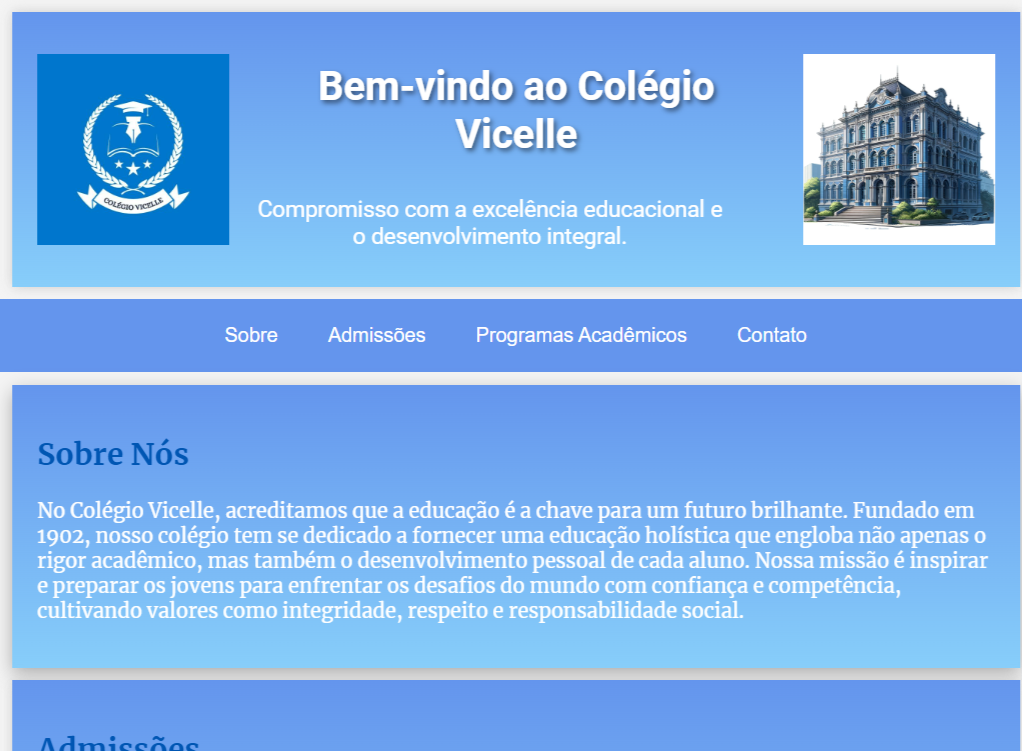 COLÉGIO VICELLE
Bem-vindo ao Colégio
Vicelle
Compromisso com a excelência educacional e
o desenvolvimento integral.
Sobre
Admissões
Programas Acadêmicos
Contato
Sobre Nós
No Colégio Vicelle, acreditamos que a educação é a chave para um futuro brilhante. Fundado em
1902, nosso colégio tem se dedicado a fornecer uma educação holística que engloba não apenas o
rigor acadêmico, mas também o desenvolvimento pessoal de cada aluno. Nossa missão é inspirar
e preparar os jovens para enfrentar os desafios do mundo com confiança e competência,
cultivando valores como integridade, respeito e responsabilidade social.
Admissões